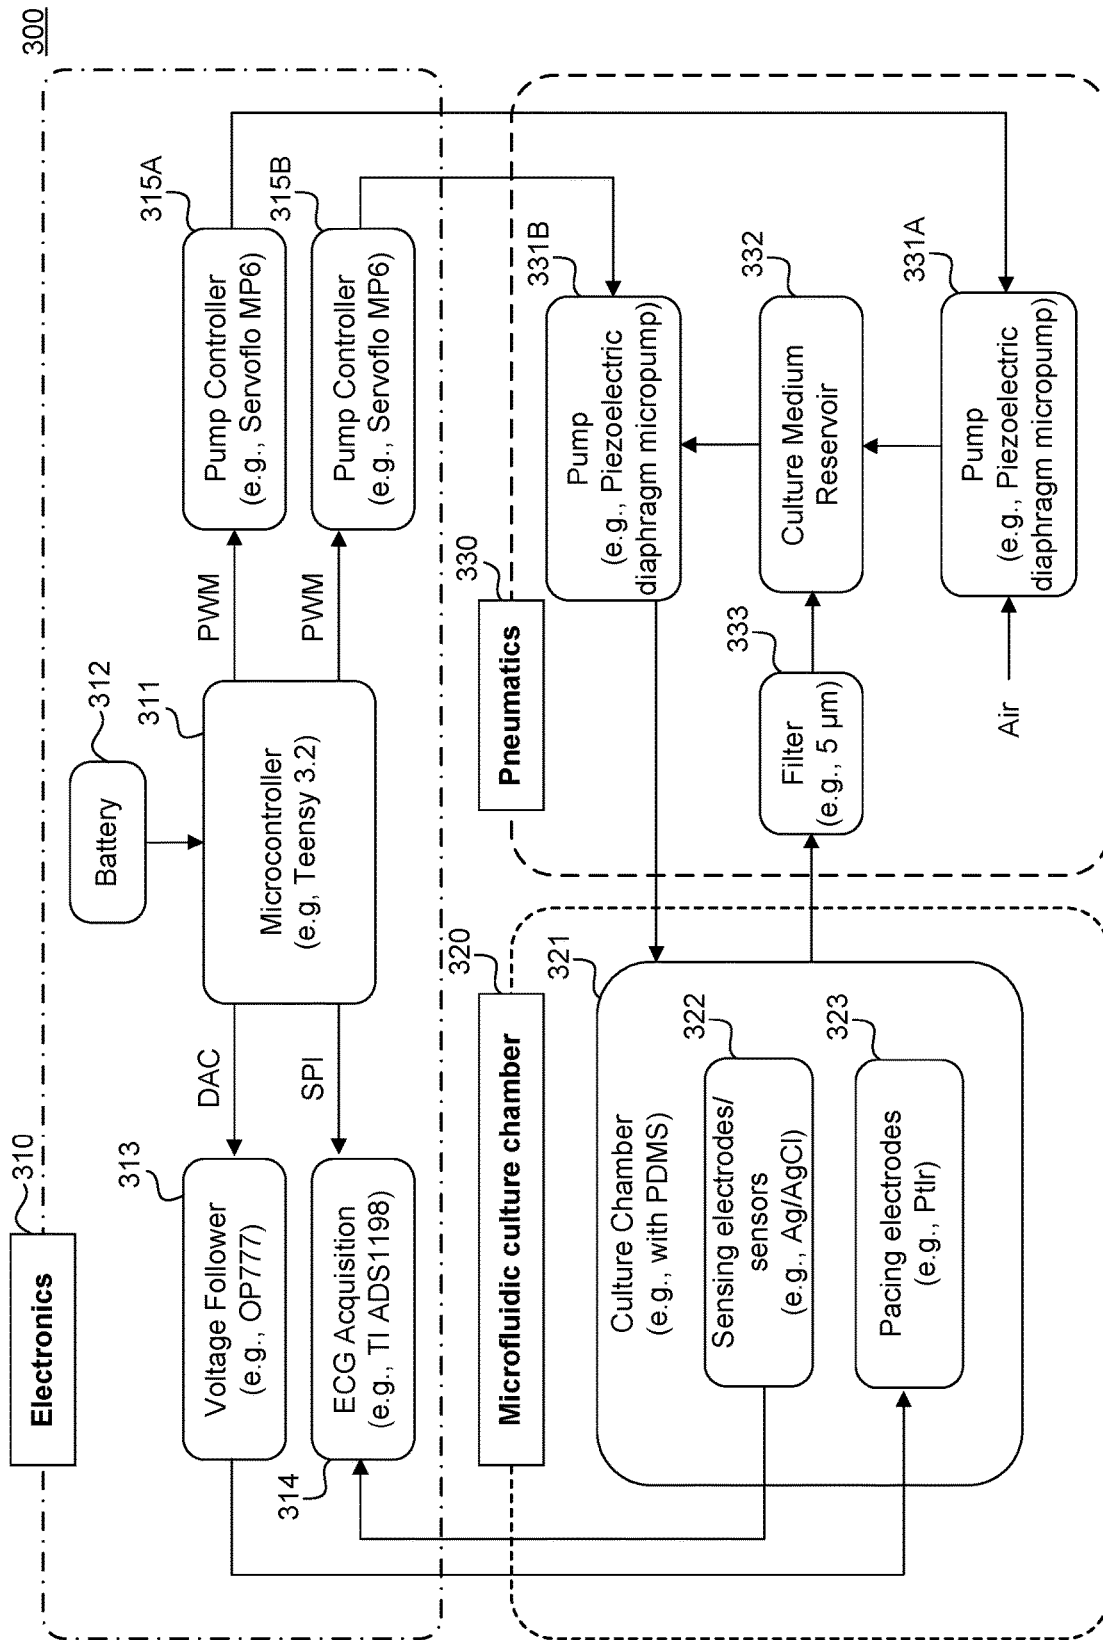 300
Electronics
310
Battery
312
Voltage Follower
(e.g., OP777)
313
DAC
Microcontroller
(e.g, Teensy 3.2)
311
PWM
Pump Controller
(e.g., Servoflo MP6)
315A
ECG Acquisition
(e.g., TI ADS1198)
314
SPI
PWM
Pump Controller
(e.g., Servoflo MP6)
315B
Microfluidic culture chamber
320
Culture Chamber
(e.g., with PDMS)
321
Sensing electrodes/
sensors
(e.g., Ag/AgCl)
322
Pacing electrodes
(e.g., PtIr)
323
Pneumatics
330
Pump
(e.g., Piezoelectric
diaphragm micropump)
331B
Filter
(e.g., 5 µm)
333
Culture Medium
Reservoir
332
Air
Pump
(e.g., Piezoelectric
diaphragm micropump)
331A